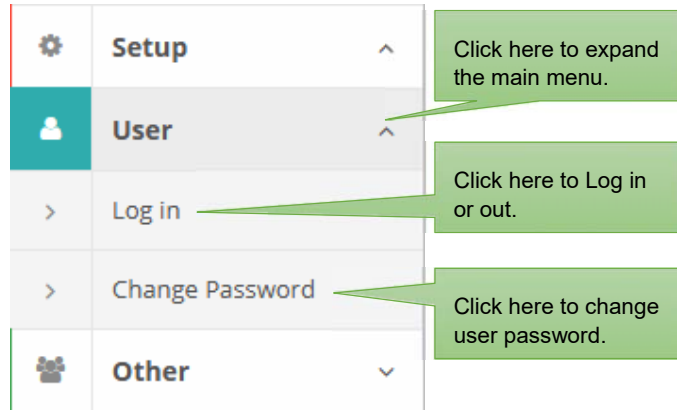 Setup
Click here to expand
the main menu.
User
Log in
Click here to Log in
or out.
Change Password
Click here to change
user password.
Other